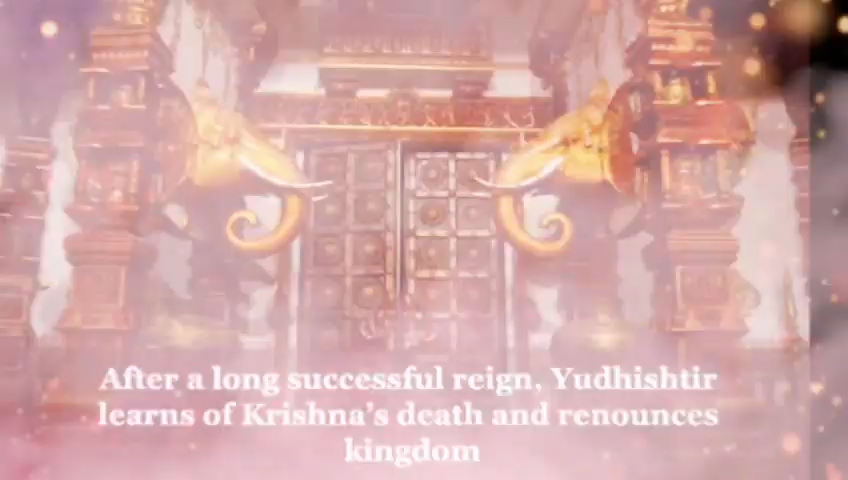 After a long successful reign, Yudhishtir
learns of Krishna's death and renounces
kingdom